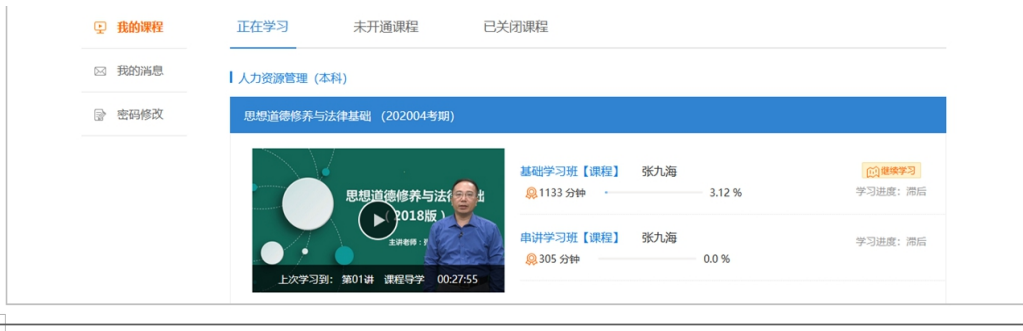 我的课程
我的消息
密码修改
正在学习 未开通课程 已关闭课程
人力资源管理（本科）
思想道德修养与法律基础 （202004考期）
思想道德修养与法律基础
（2018版）
主讲老师：
上次学习到： 第01讲 课程导学 00:27:55
基础学习班【课程】 张九海
1133 分钟 3.12 %
继续学习
学习进度：滞后
串讲学习班【课程】 张九海
305 分钟 0.0 %
学习进度：滞后